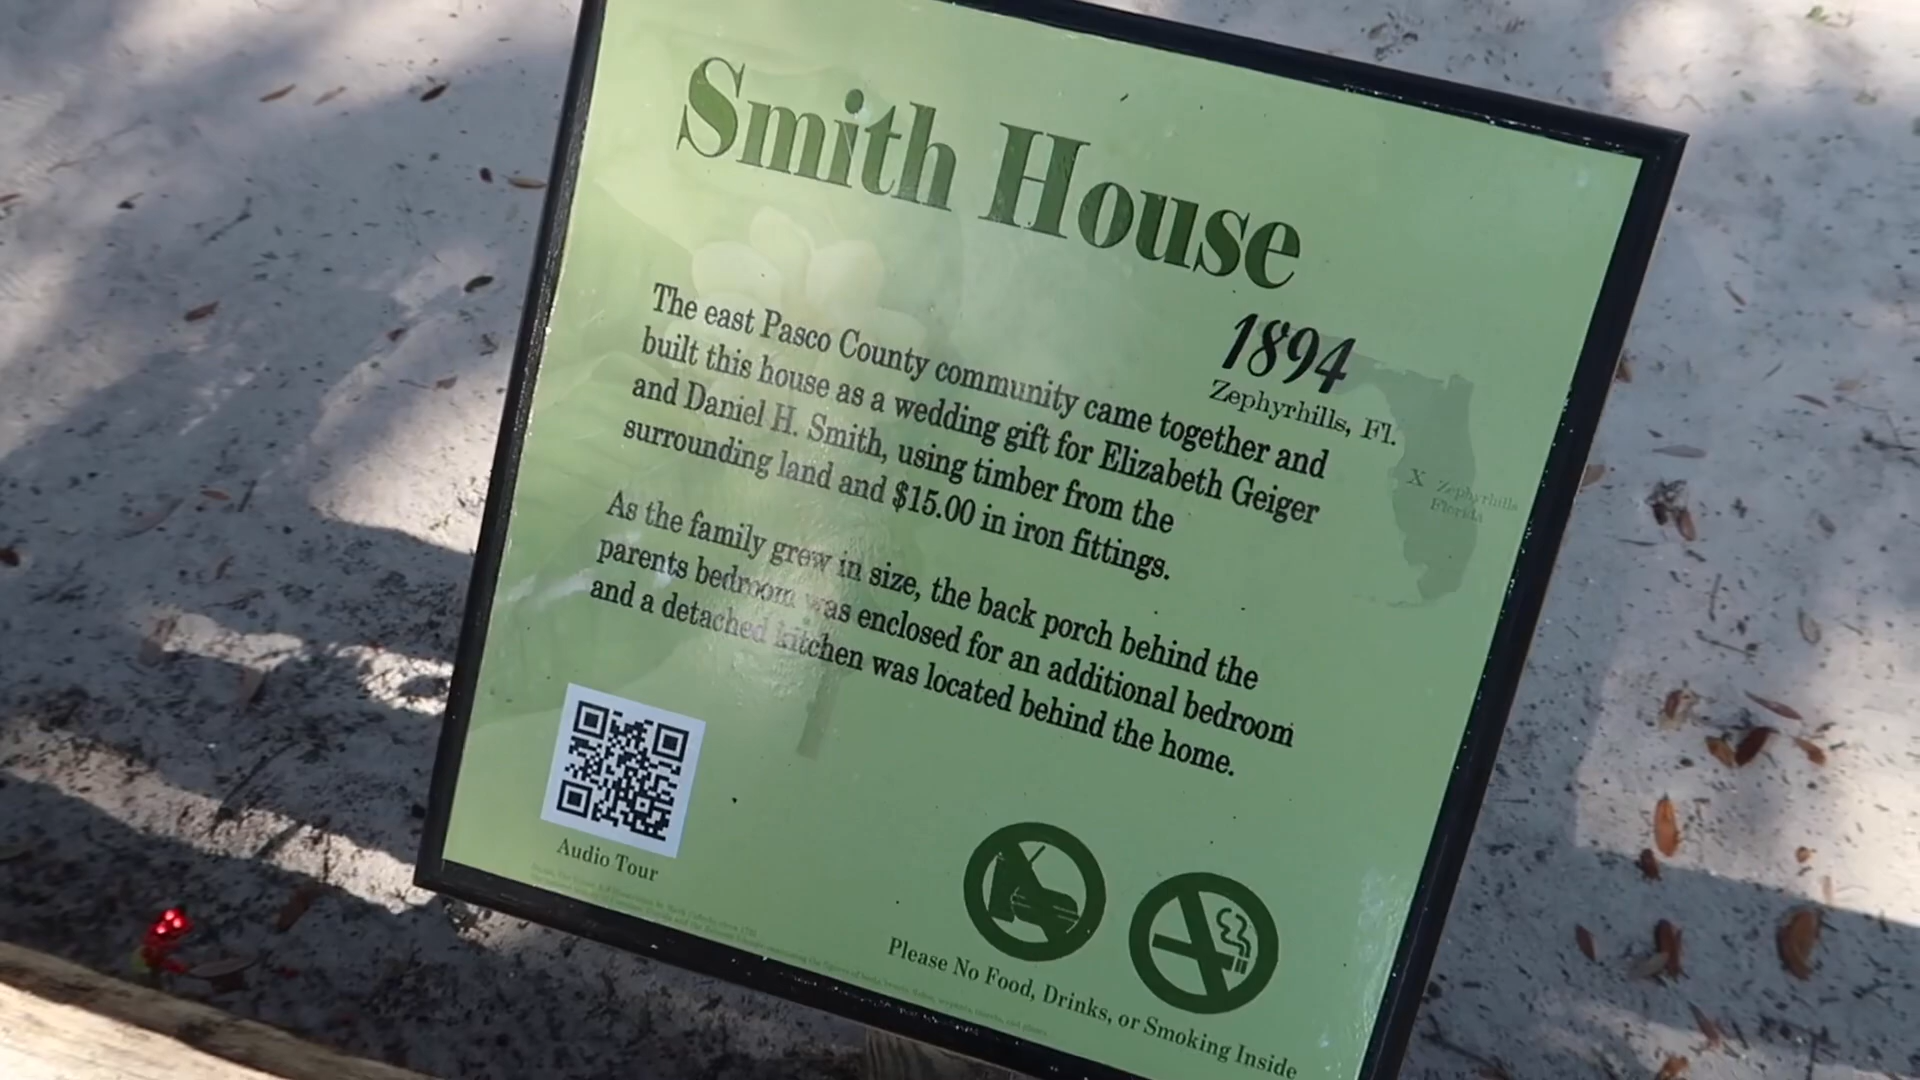 Smith House
1894
Zephyrhills, Fl.
The east Pasco County community came together and
built this house as a wedding gift for Elizabeth Geiger
and Daniel H. Smith, using timber from the
surrounding land and $15.00 in iron fittings.
X Zephyrhills
Florida
As the family grew in size, the back porch behind the
parents bedroom was enclosed for an additional bedroom
and a detached kitchen was located behind the home.
Audio Tour
Please No Food, Drinks, or Smoking Inside